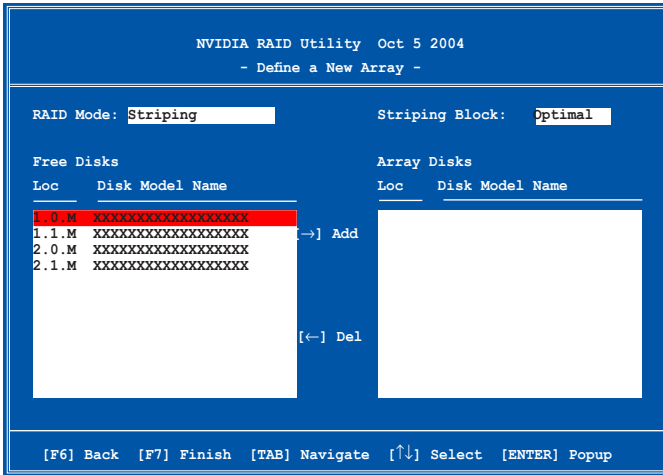 NVIDIA RAID Utility Oct 5 2004
- Define a New Array -
RAID Mode: Striping
Striping Block: Optimal
Free Disks
Array Disks
Loc Disk Model Name
Loc Disk Model Name
1.0.M XXXXXXXXXXXXXXXXXX
1.1.M XXXXXXXXXXXXXXXXXX
2.0.M XXXXXXXXXXXXXXXXXX
2.1.M XXXXXXXXXXXXXXXXXX
[→] Add
[←] Del
[F6] Back [F7] Finish [TAB] Navigate [↑↓] Select [ENTER] Popup